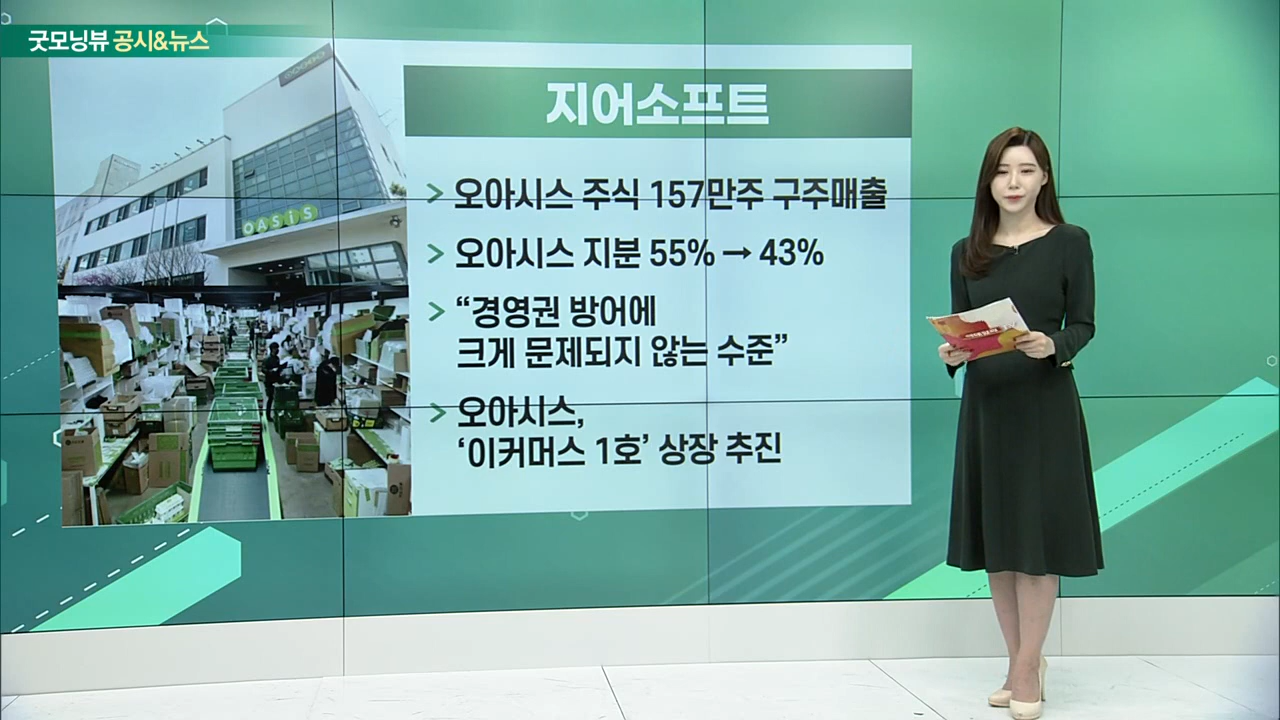 굿모닝뷰 공시&뉴스
지어소프트
> 오아시스 주식 157만주 구주매출
> 오아시스 지분 55% → 43%
> “경영권 방어에
크게 문제되지 않는 수준”
> 오아시스,
‘이커머스 1호’ 상장 추진
OASIS